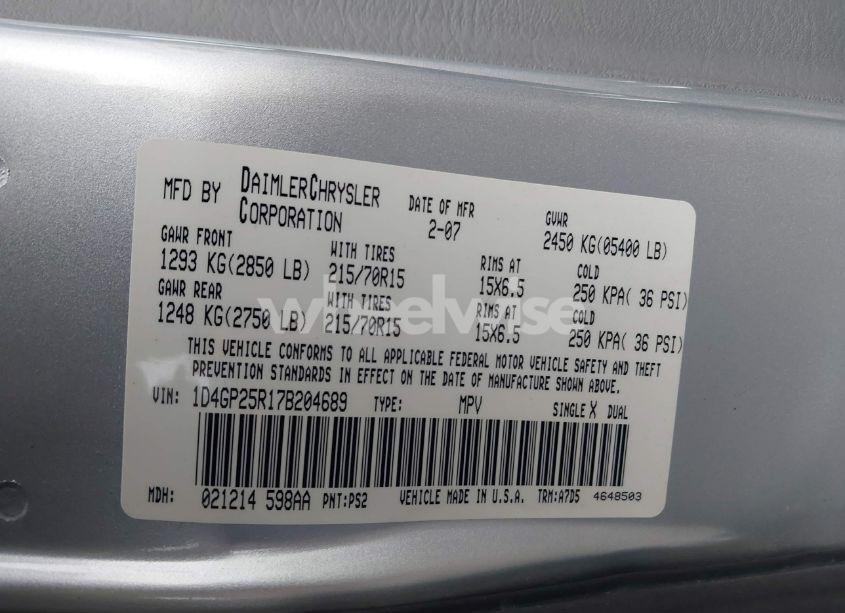 MFD BY DAIMLERCHRYSLER CORPORATION DATE OF MFR 2-07 GVWR 2450 KG(05400 LB)
GAWR FRONT WITH TIRES RIMS AT COLD
1293 KG(2850 LB) 215/70R15 15X6.5 250 KPA( 36 PSI)
GAWR REAR WITH TIRES RIMS AT COLD
1248 KG(2750 LB) 215/70R15 15X6.5 250 KPA( 36 PSI)
THIS VEHICLE CONFORMS TO ALL APPLICABLE FEDERAL MOTOR VEHICLE SAFETY AND THEFT
PREVENTION STANDARDS IN EFFECT ON THE DATE OF MANUFACTURE SHOWN ABOVE.
VIN: 1D4GP25R17B204689 TYPE: MPV SINGLE X DUAL
MDH: 021214 598AA PNT:PS2 VEHICLE MADE IN U.S.A. TRM:A7D5 4648503
wheelwise